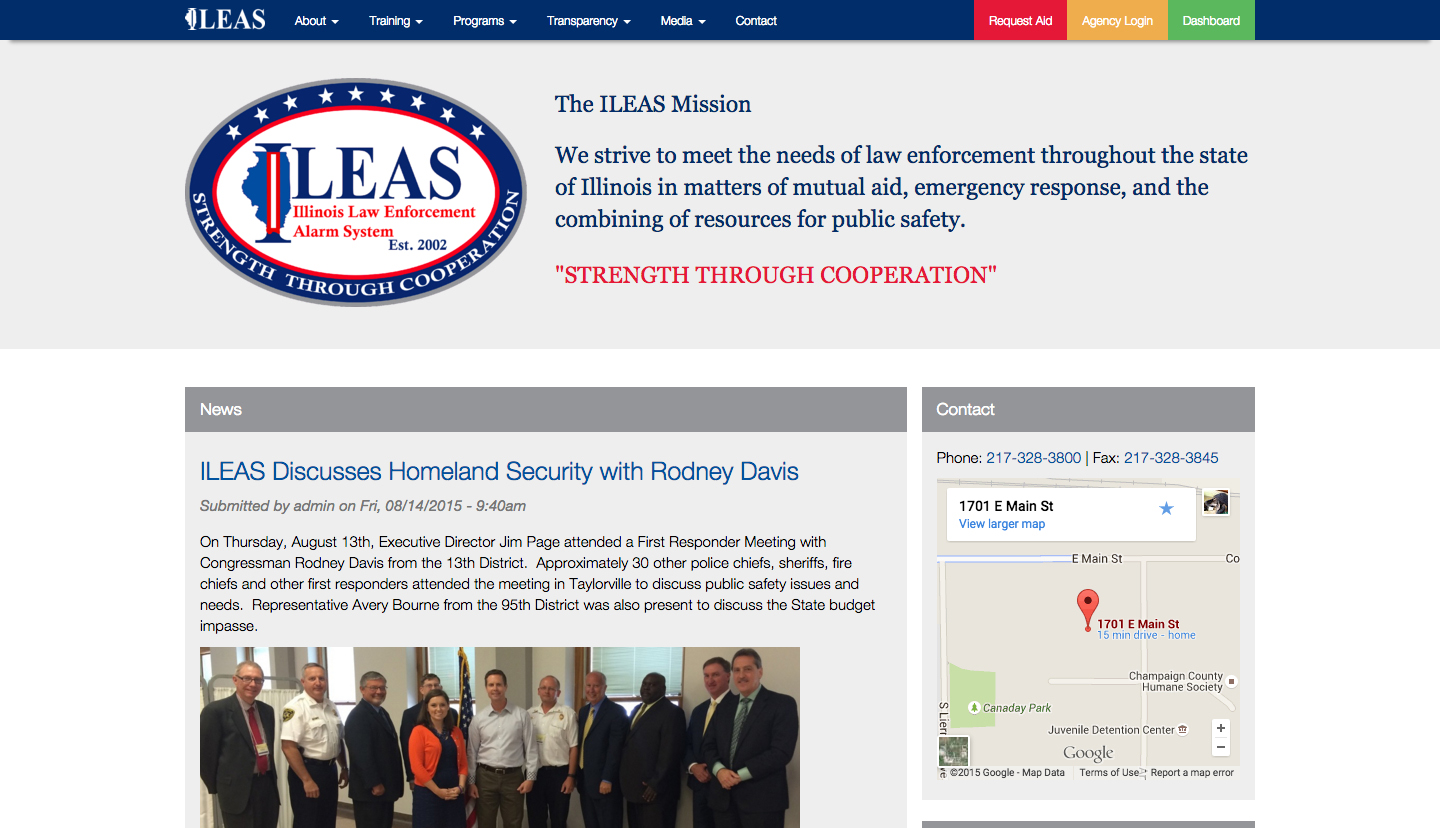 ILEAS
About
Training
Programs
Transparency
Media
Contact
Request Aid
Agency Login
Dashboard
ILEAS
Illinois Law Enforcement
Alarm System
Est. 2002
STRENGTH THROUGH COOPERATION
The ILEAS Mission
We strive to meet the needs of law enforcement throughout the state
of Illinois in matters of mutual aid, emergency response, and the
combining of resources for public safety.
"STRENGTH THROUGH COOPERATION"
News
ILEAS Discusses Homeland Security with Rodney Davis
Submitted by admin on Fri, 08/14/2015 - 9:40am
On Thursday, August 13th, Executive Director Jim Page attended a First Responder Meeting with
Congressman Rodney Davis from the 13th District.  Approximately 30 other police chiefs, sheriffs, fire
chiefs and other first responders attended the meeting in Taylorville to discuss public safety issues and
needs.  Representative Avery Bourne from the 95th District was also present to discuss the State budget
impasse.
Contact
Phone: 217-328-3800 | Fax: 217-328-3845
1701 E Main St
View larger map
E Main St
Co
1701 E Main St
15 min drive - home
Champaign County
Humane Society
Canaday Park
S Lierr
Juvenile Detention Center
Google
©2015 Google - Map Data
Terms of Use
Report a map error